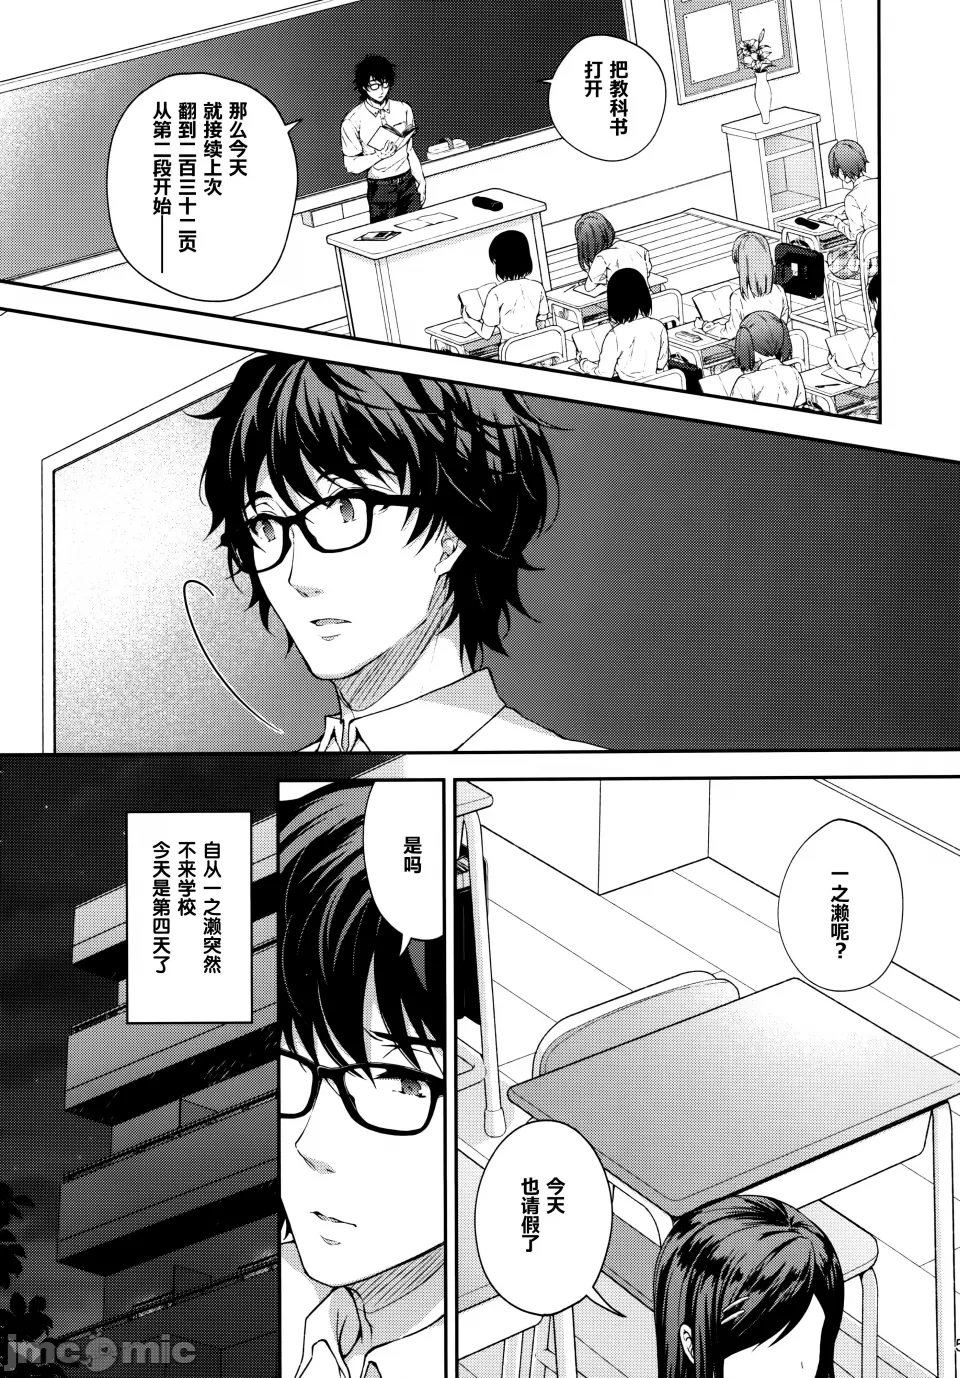 把教科书
打开
那么今天
就接续上次
翻到二百三十二页
从第二段开始——
一之濑呢？
今天
也请假了
是吗
自从一之濑突然
不来学校
今天是第四天了
5
jmcomic